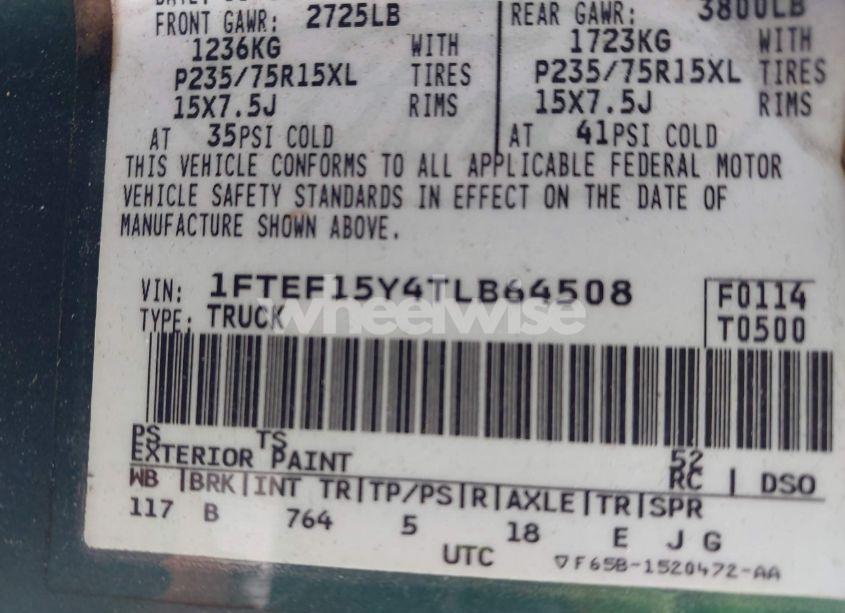 FRONT GAWR: 2725LB REAR GAWR: 3800LB
1236KG WITH 1723KG WITH
P235/75R15XL TIRES P235/75R15XL TIRES
15X7.5J RIMS 15X7.5J RIMS
AT 35PSI COLD AT 41PSI COLD
THIS VEHICLE CONFORMS TO ALL APPLICABLE FEDERAL MOTOR
VEHICLE SAFETY STANDARDS IN EFFECT ON THE DATE OF
MANUFACTURE SHOWN ABOVE.
VIN: 1FTEF15Y4TLB64508 F0114
TYPE: TRUCK T0500
wheelwise
PS TS 52
EXTERIOR PAINT RC | DSO
WB |BRK|INT TR|TP/PS|R|AXLE|TR|SPR
117 B 764 5 18 E J G
UTC ▽F65B-1520472-AA